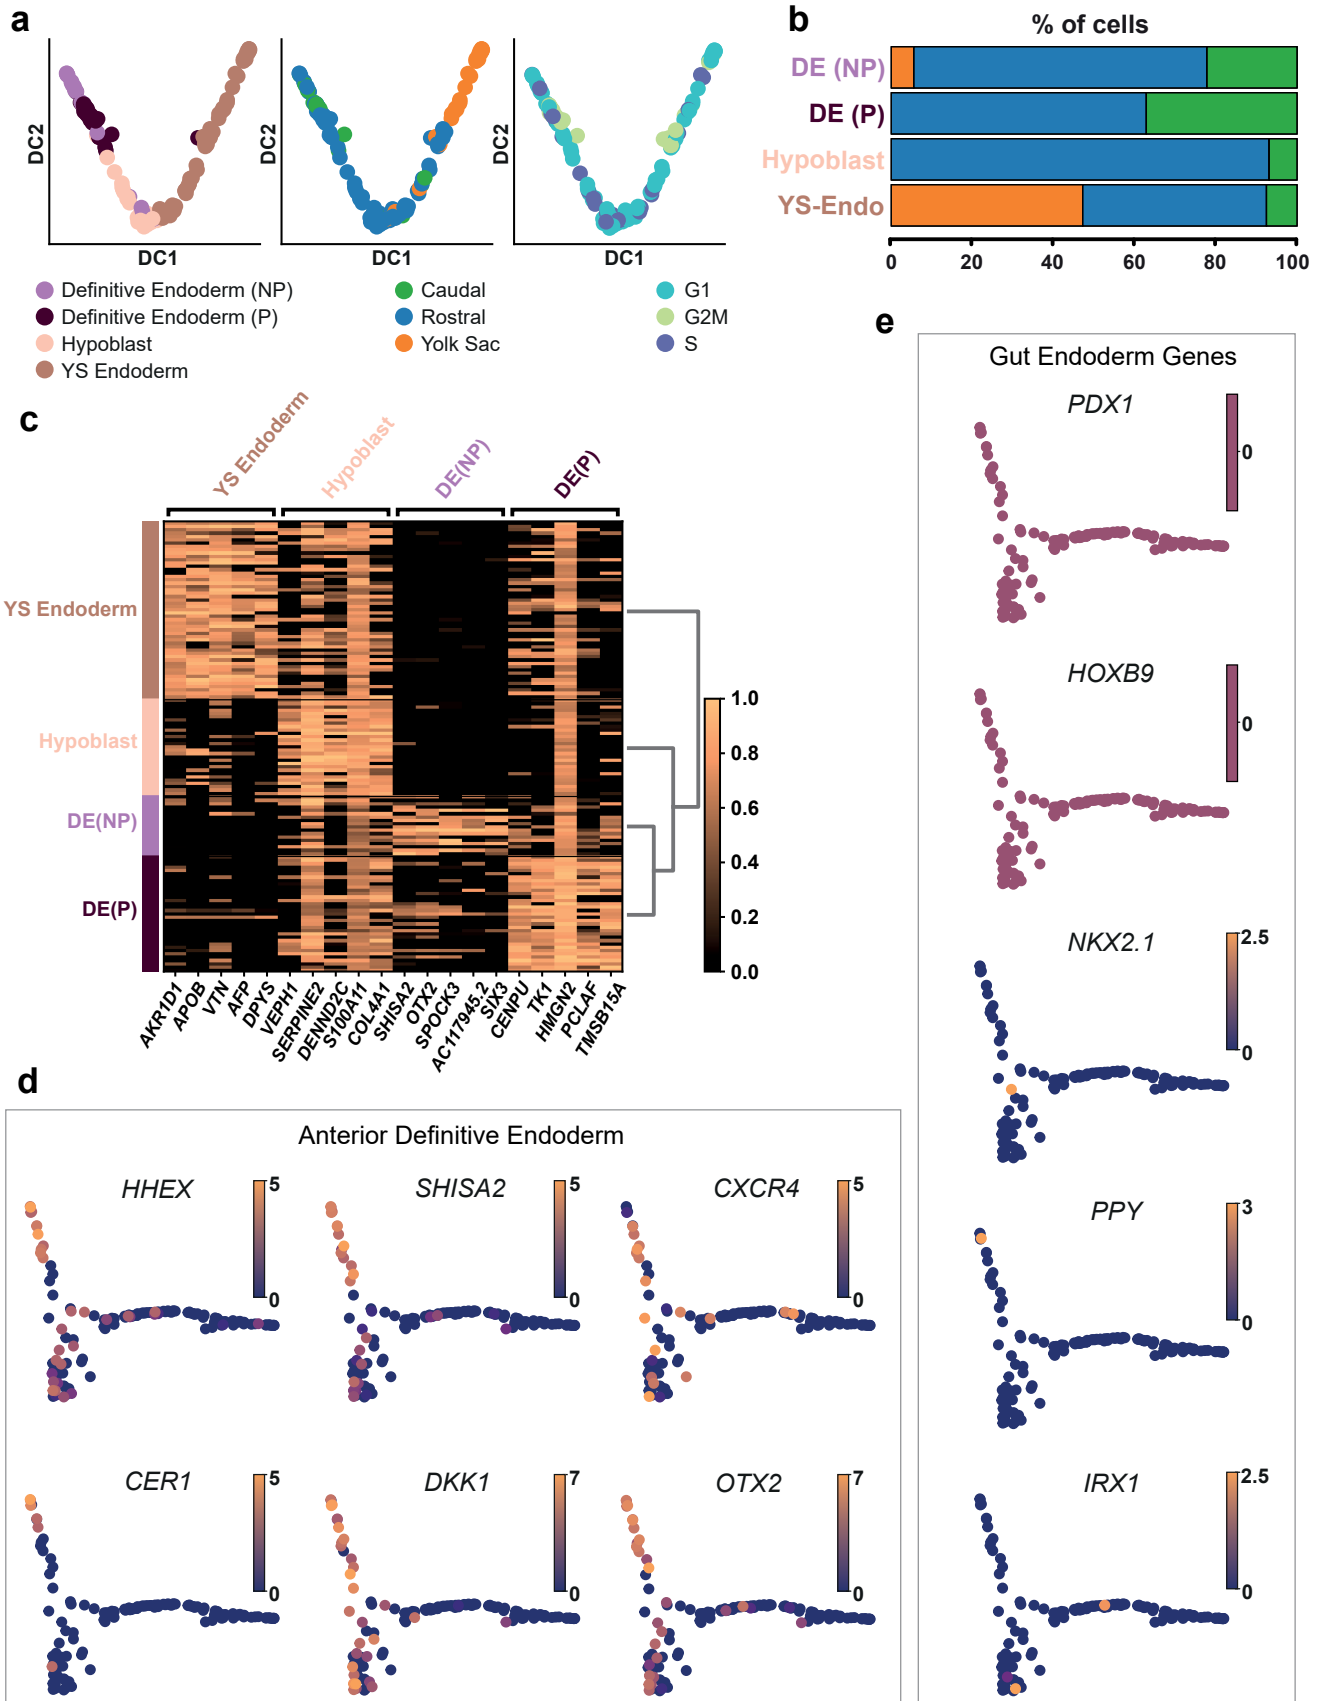 a
DC2
DC1
DC2
DC1
DC2
DC1
Definitive Endoderm (NP)
Definitive Endoderm (P)
Hypoblast
YS Endoderm
Caudal
Rostral
Yolk Sac
G1
G2M
S
b
% of cells
DE (NP)
DE (P)
Hypoblast
YS-Endo
0 20 40 60 80 100
c
YS Endoderm
Hypoblast
DE(NP)
DE(P)
YS Endoderm
Hypoblast
DE(NP)
DE(P)
1.0
0.8
0.6
0.4
0.2
0.0
AKR1D1
APOB
VTN
AFP
DPYS
VEPH1
SERPINE2
DENND2C
S100A11
COL4A1
SHISA2
OTX2
SPOCK3
AC117945.2
SIX3
CENPU
TK1
HMGN2
PCLAF
TMSB15A
d
Anterior Definitive Endoderm
HHEX
5
0
SHISA2
5
0
CXCR4
5
0
CER1
5
0
DKK1
7
0
OTX2
7
0
e
Gut Endoderm Genes
PDX1
0
HOXB9
0
NKX2.1
2.5
0
PPY
3
0
IRX1
2.5
0